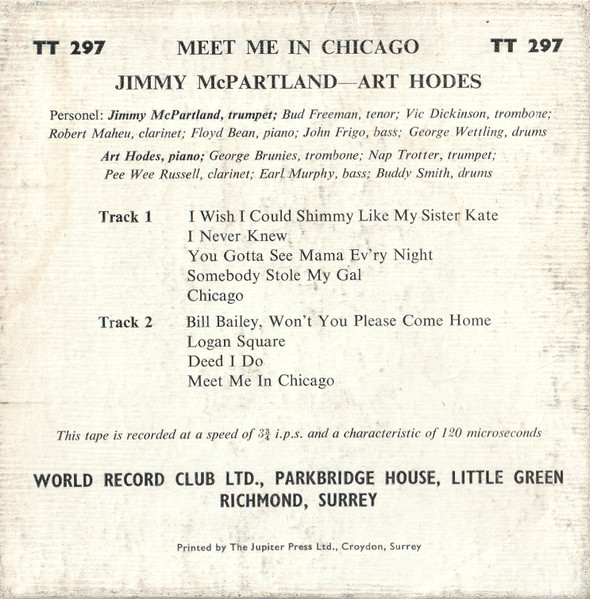 TT 297 MEET ME IN CHICAGO TT 297
JIMMY McPARTLAND—ART HODES
Personel: Jimmy McPartland, trumpet; Bud Freeman, tenor; Vic Dickinson, trombone;
Robert Maheu, clarinet; Floyd Bean, piano; John Frigo, bass; George Wettling, drums
Art Hodes, piano; George Brunies, trombone; Nap Trotter, trumpet;
Pee Wee Russell, clarinet; Earl Murphy, bass; Buddy Smith, drums
Track 1 I Wish I Could Shimmy Like My Sister Kate
I Never Knew
You Gotta See Mama Ev'ry Night
Somebody Stole My Gal
Chicago
Track 2 Bill Bailey, Won't You Please Come Home
Logan Square
Deed I Do
Meet Me In Chicago
This tape is recorded at a speed of 3¾ i.p.s. and a characteristic of 120 microseconds
WORLD RECORD CLUB LTD., PARKBRIDGE HOUSE, LITTLE GREEN
RICHMOND, SURREY
Printed by The Jupiter Press Ltd., Croydon, Surrey